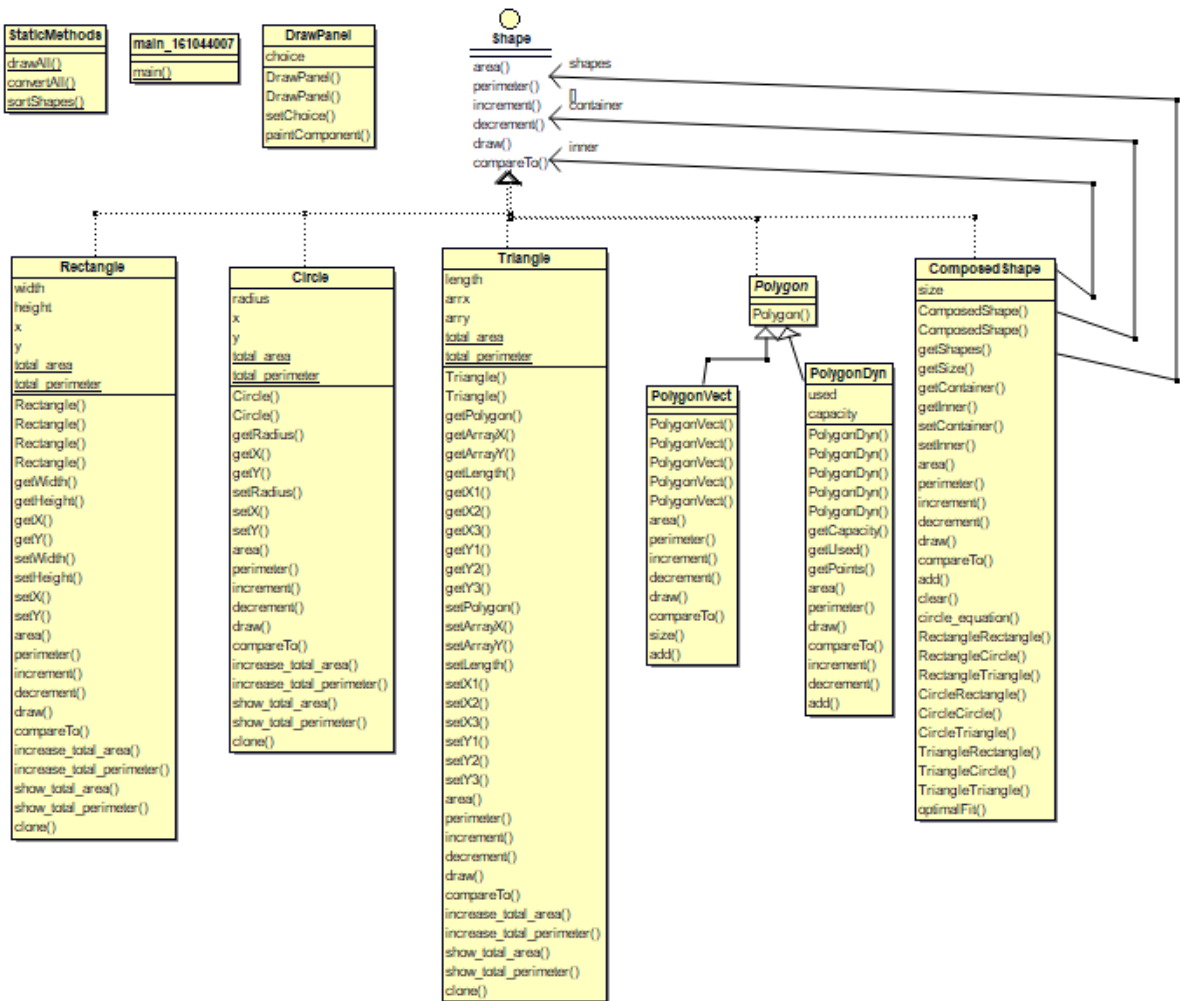 StaticMethods
drawAll()
convertAll()
sortShapes()
main_161044007
main()
DrawPanel
choice
DrawPanel()
DrawPanel()
setChoice()
paintComponent()
Shape
area()
perimeter()
increment()
decrement()
draw()
compareTo()
shapes
[]
container
inner
Rectangle
width
height
x
y
total_area
total_perimeter
Rectangle()
Rectangle()
Rectangle()
Rectangle()
getWidth()
getHeight()
getX()
getY()
setWidth()
setHeight()
setX()
setY()
area()
perimeter()
increment()
decrement()
draw()
compareTo()
increase_total_area()
increase_total_perimeter()
show_total_area()
show_total_perimeter()
clone()
Circle
radius
x
y
total_area
total_perimeter
Circle()
Circle()
getRadius()
getX()
getY()
setRadius()
setX()
setY()
area()
perimeter()
increment()
decrement()
draw()
compareTo()
increase_total_area()
increase_total_perimeter()
show_total_area()
show_total_perimeter()
clone()
Triangle
length
arrx
arry
total_area
total_perimeter
Triangle()
Triangle()
getPolygon()
getArrayX()
getArrayY()
getLength()
getX1()
getX2()
getX3()
getY1()
getY2()
getY3()
setPolygon()
setArrayX()
setArrayY()
setLength()
setX1()
setX2()
setX3()
setY1()
setY2()
setY3()
area()
perimeter()
increment()
decrement()
draw()
compareTo()
increase_total_area()
increase_total_perimeter()
show_total_area()
show_total_perimeter()
clone()
Polygon
Polygon()
PolygonVect
PolygonVect()
PolygonVect()
PolygonVect()
PolygonVect()
PolygonVect()
area()
perimeter()
increment()
decrement()
draw()
compareTo()
size()
add()
PolygonDyn
used
capacity
PolygonDyn()
PolygonDyn()
PolygonDyn()
PolygonDyn()
PolygonDyn()
getCapacity()
getUsed()
getPoints()
area()
perimeter()
draw()
compareTo()
increment()
decrement()
add()
ComposedShape
size
ComposedShape()
ComposedShape()
getShapes()
getSize()
getContainer()
getInner()
setContainer()
setInner()
area()
perimeter()
increment()
decrement()
draw()
compareTo()
add()
clear()
circle_equation()
RectangleRectangle()
RectangleCircle()
RectangleTriangle()
CircleRectangle()
CircleCircle()
CircleTriangle()
TriangleRectangle()
TriangleCircle()
TriangleTriangle()
optimalFit()